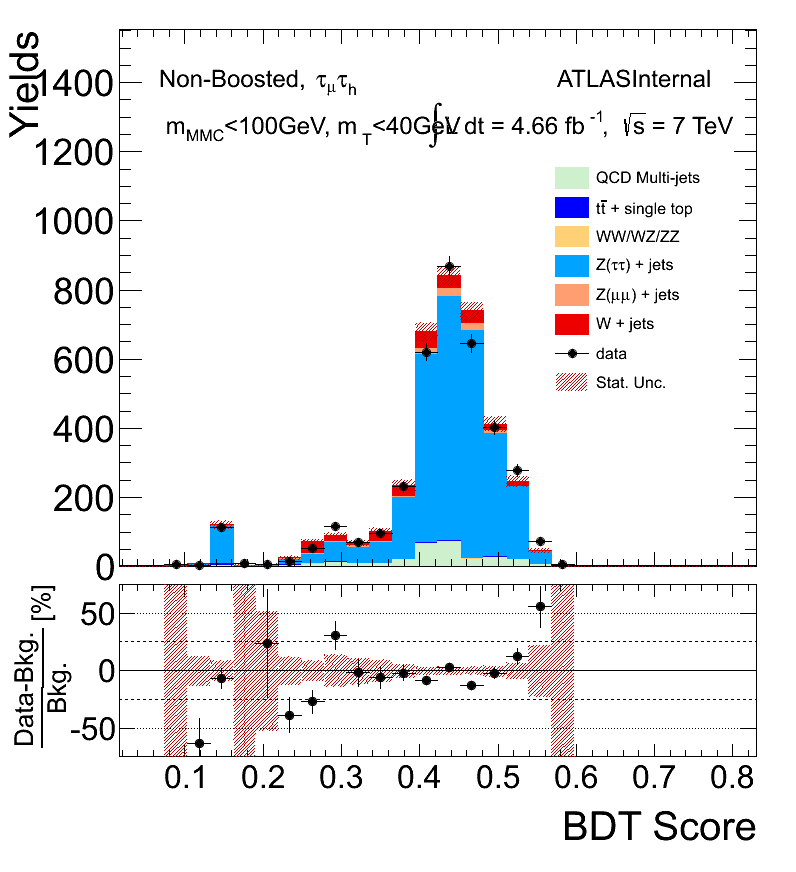 Yields
1400
1200
1000
800
600
400
200
0
Non-Boosted, τμτh
ATLASInternal
mMMC<100GeV, mT<40GeV
∫L dt = 4.66 fb-1, √s = 7 TeV
QCD Multi-jets
tt̄ + single top
WW/WZ/ZZ
Z(ττ) + jets
Z(μμ) + jets
W + jets
data
Stat. Unc.
Data-Bkg.
Bkg.
[%]
50
0
-50
0.1 0.2 0.3 0.4 0.5 0.6 0.7 0.8
BDT Score